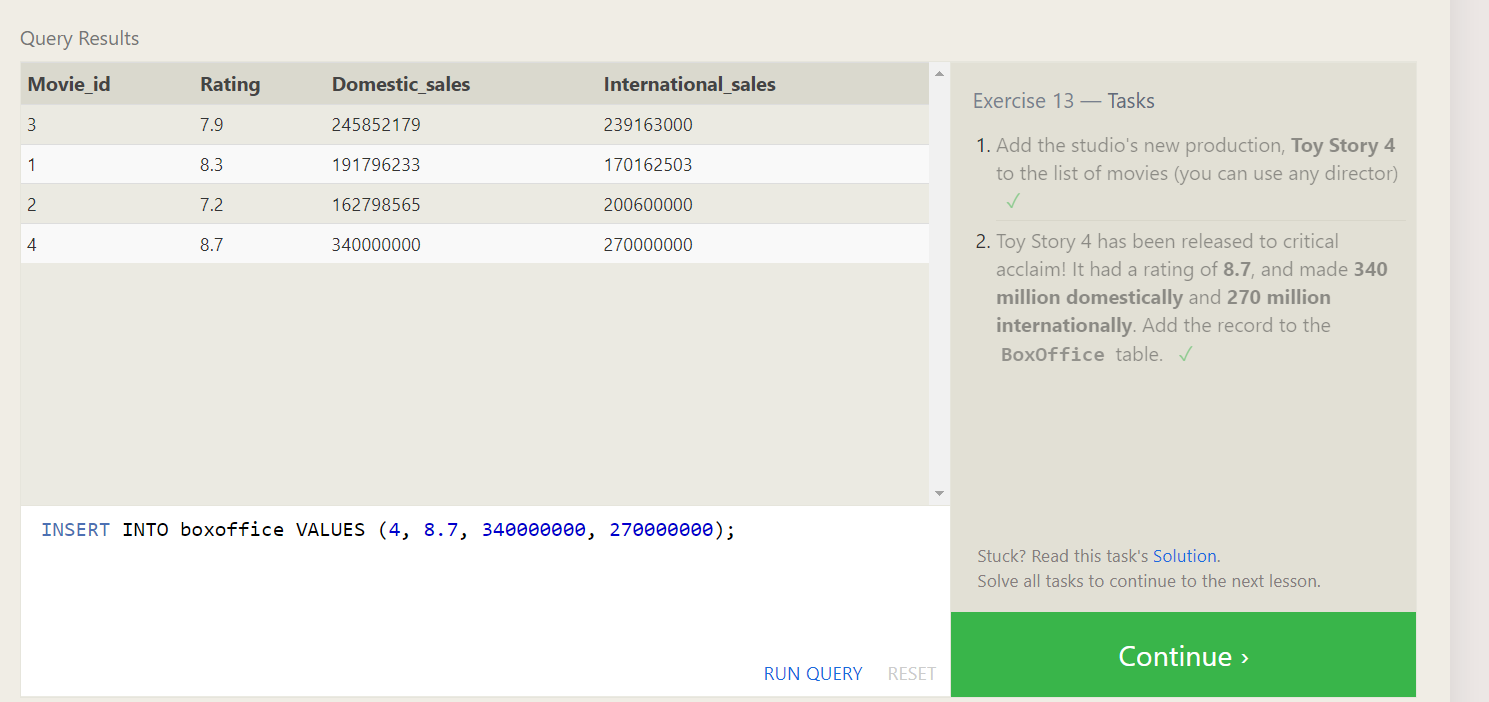 Query Results
Movie_id Rating Domestic_sales International_sales
3 7.9 245852179 239163000
1 8.3 191796233 170162503
2 7.2 162798565 200600000
4 8.7 340000000 270000000
INSERT INTO boxoffice VALUES (4, 8.7, 340000000, 270000000);
RUN QUERY RESET
Exercise 13 — Tasks
1. Add the studio's new production, Toy Story 4
to the list of movies (you can use any director)
✓
2. Toy Story 4 has been released to critical
acclaim! It had a rating of 8.7, and made 340
million domestically and 270 million
internationally. Add the record to the
BoxOffice table. ✓
Stuck? Read this task's Solution.
Solve all tasks to continue to the next lesson.
Continue ›